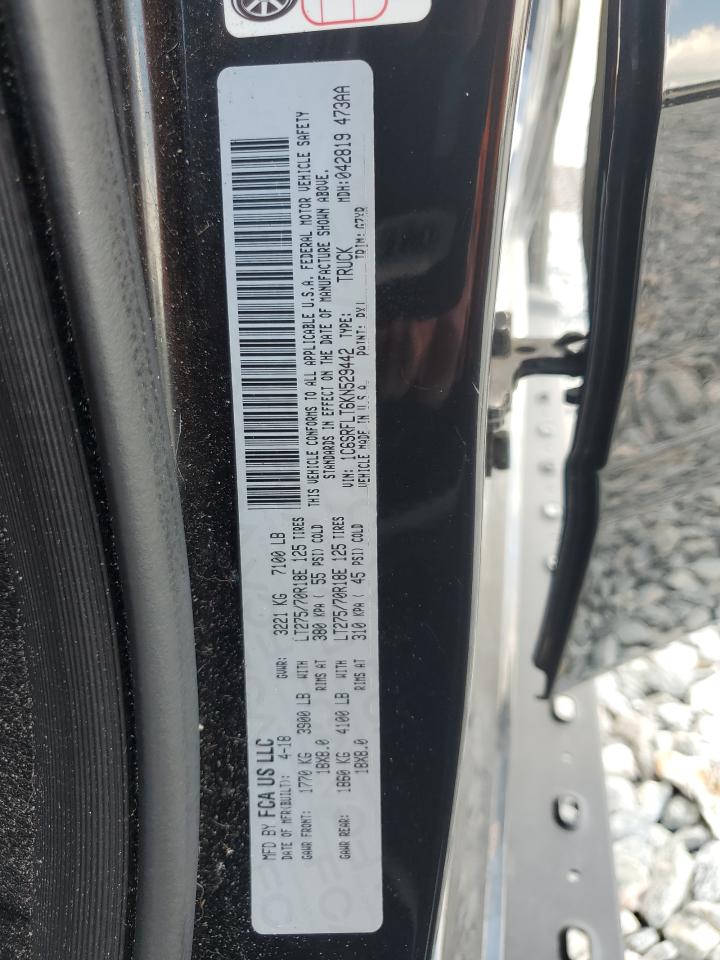 MFD BY FCA US LLC
DATE OF MFR(BUILT): 4-18 GVWR: 3221 KG 7100 LB
GAWR FRONT: 1770 KG 3900 LB WITH LT275/70R18E 125 TIRES
18X8.0 RIMS AT 380 KPA ( 55 PSI) COLD
GAWR REAR: 1860 KG 4100 LB WITH LT275/70R18E 125 TIRES
18X8.0 RIMS AT 310 KPA ( 45 PSI) COLD
THIS VEHICLE CONFORMS TO ALL APPLICABLE U.S.A. FEDERAL MOTOR VEHICLE SAFETY
STANDARDS IN EFFECT ON THE DATE OF MANUFACTURE SHOWN ABOVE.
VIN: 1C6SRFLT6KN529442 TYPE: TRUCK MDH:042819 473AA
VEHICLE MADE IN U.S.A. PAINT: PXJ TRIM: